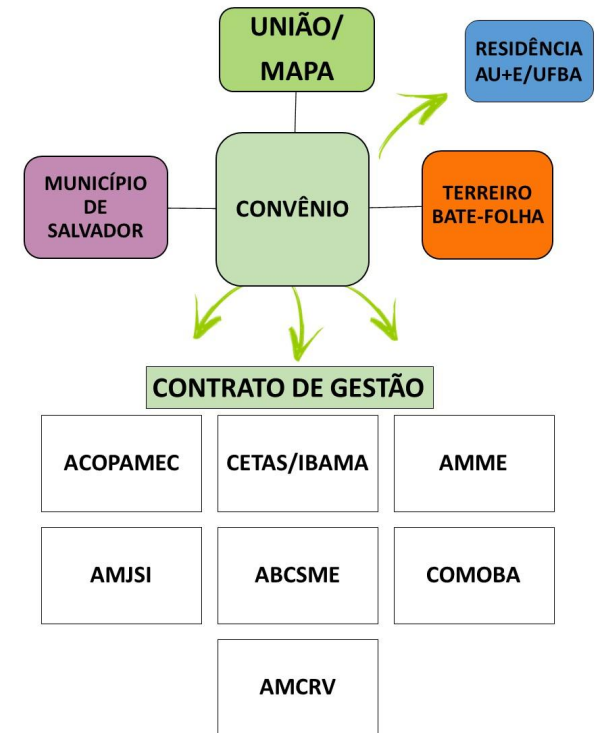 UNIÃO/
MAPA
RESIDÊNCIA
AU+E/UFBA
MUNICÍPIO
DE
SALVADOR
CONVÊNIO
TERREIRO
BATE-FOLHA
CONTRATO DE GESTÃO
ACOPAMEC
CETAS/IBAMA
AMME
AMJSI
ABCSME
COMOBA
AMCRV